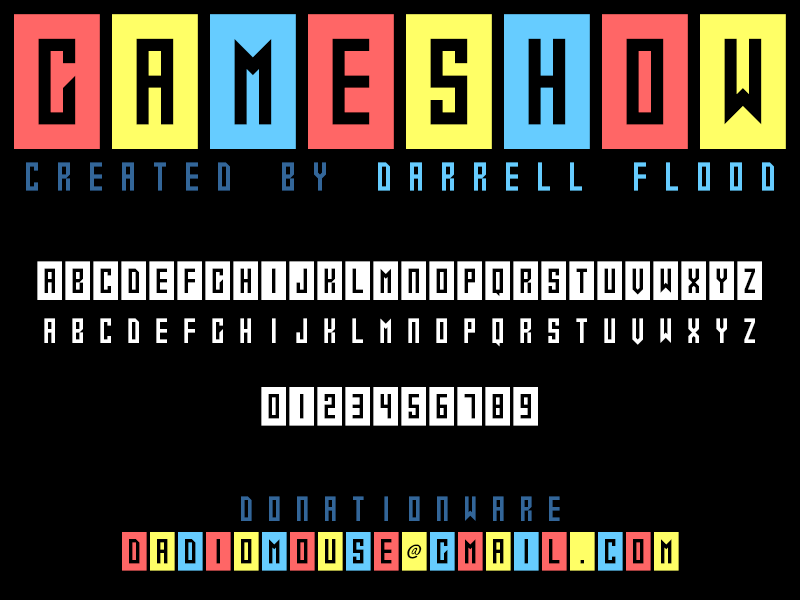 GAMESHOW
CREATED BY DARRELL FLOOD
ABCDEFGHIJKLMNOPQRSTUVWXYZ
ABCDEFGHIJKLMNOPQRSTUVWXYZ
0123456789
DONATIONWARE
DADIOMOUSE@GMAIL.COM